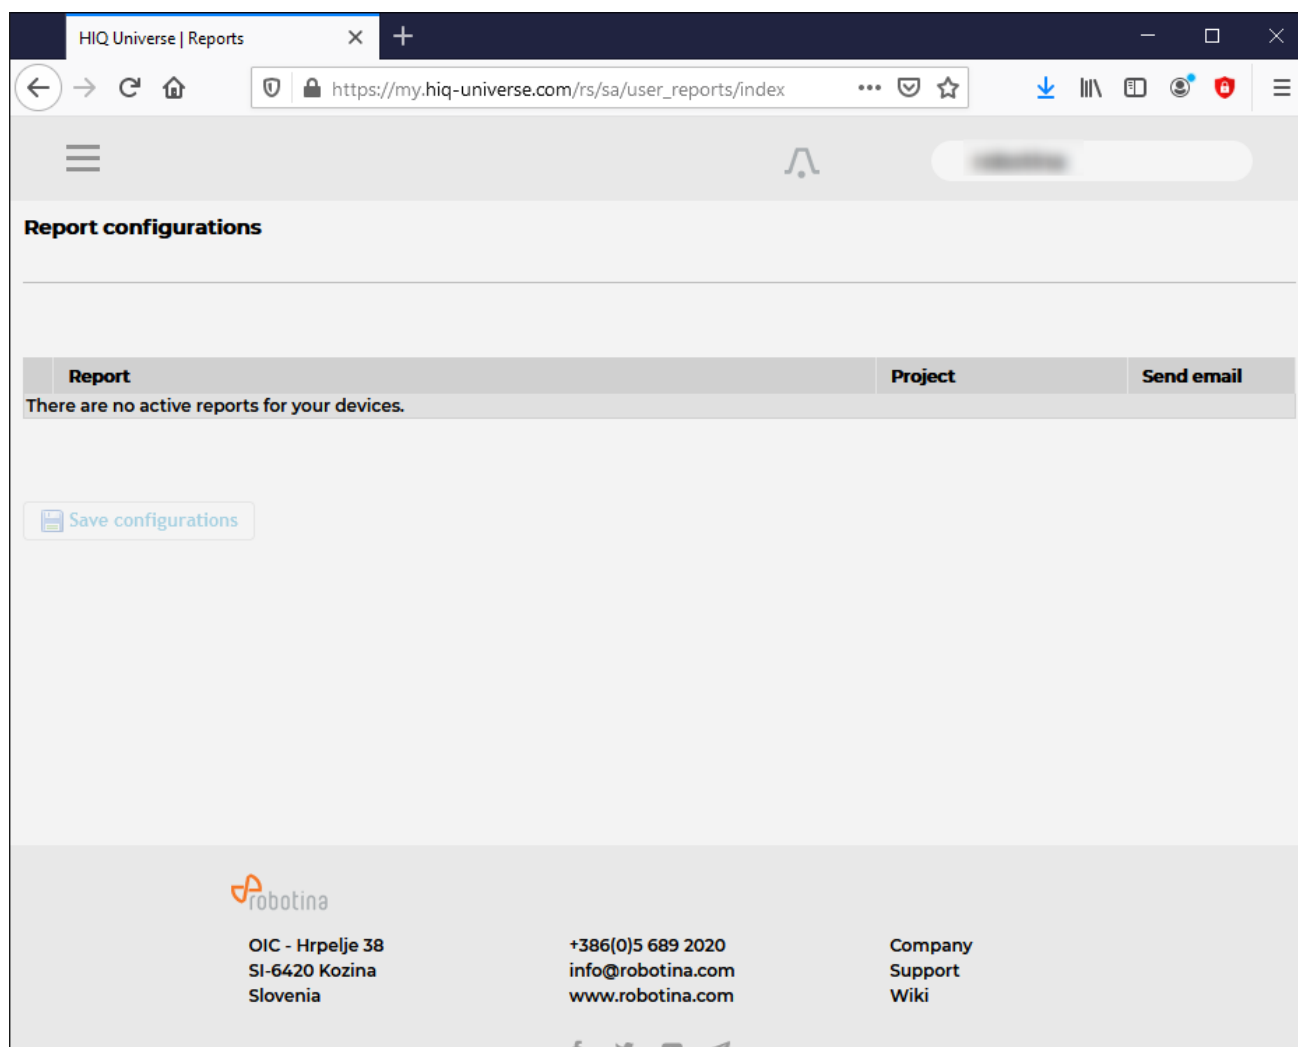 HIQ Universe | Reports
https://my.hiq-universe.com/rs/sa/user_reports/index
Report configurations
Report Project Send email
There are no active reports for your devices.
Save configurations
robotina
OIC - Hrpelje 38 +386(0)5 689 2020 Company
SI-6420 Kozina info@robotina.com Support
Slovenia www.robotina.com Wiki